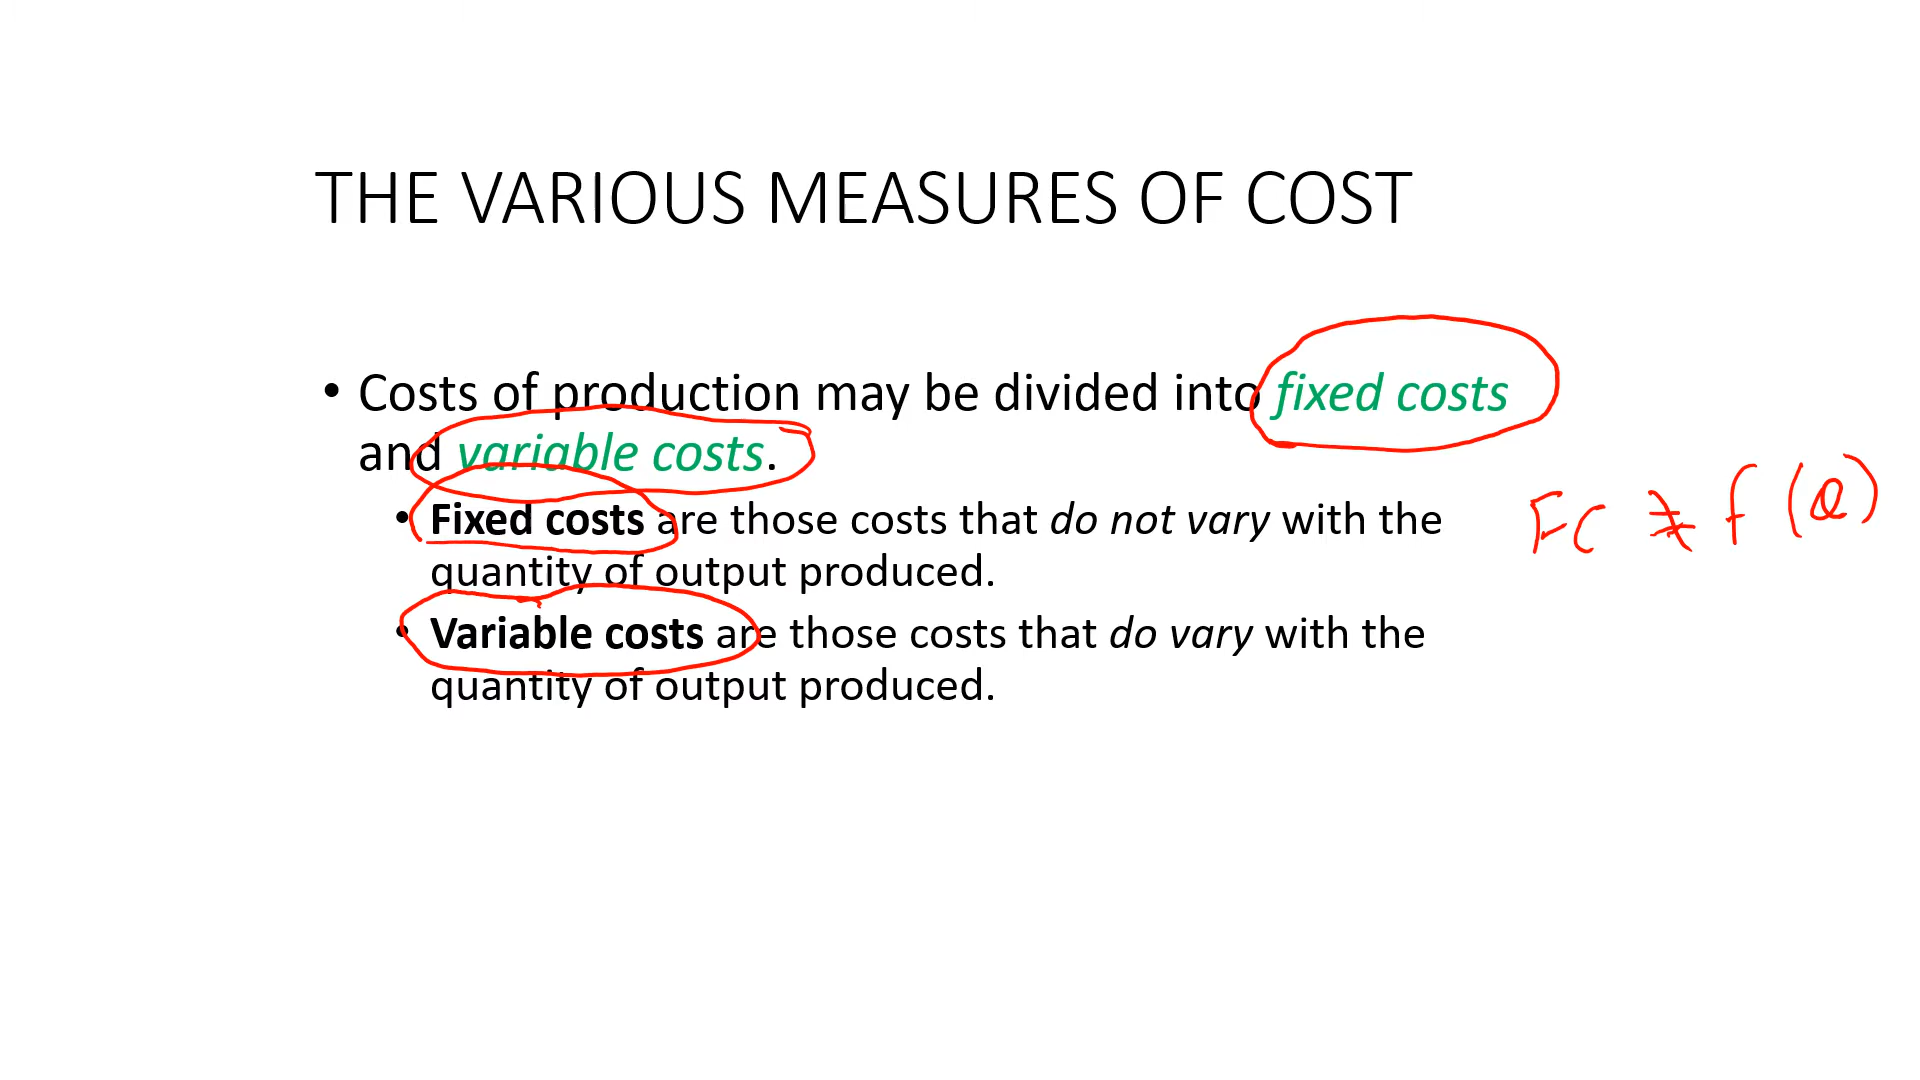 THE VARIOUS MEASURES OF COST
• Costs of production may be divided into fixed costs
and variable costs.
• Fixed costs are those costs that do not vary with the
quantity of output produced.
• Variable costs are those costs that do vary with the
quantity of output produced.
FC ≠ f (Q)